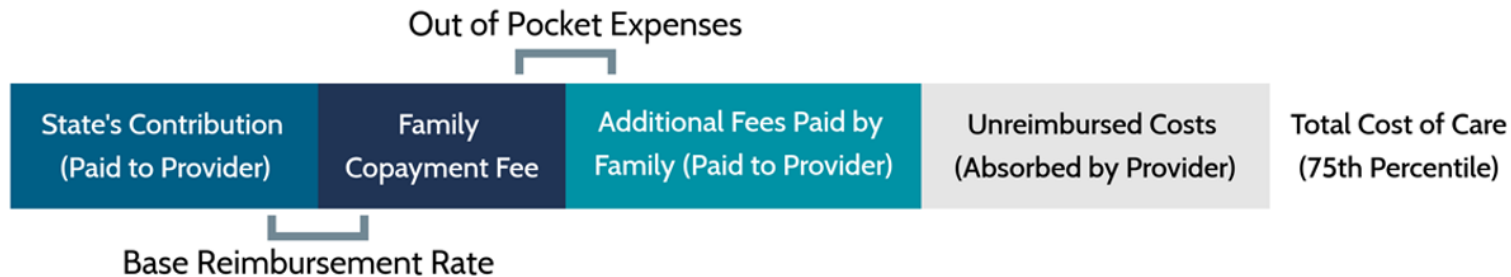 Out of Pocket Expenses
State's Contribution
(Paid to Provider)
Family
Copayment Fee
Additional Fees Paid by
Family (Paid to Provider)
Unreimbursed Costs
(Absorbed by Provider)
Total Cost of Care
(75th Percentile)
Base Reimbursement Rate